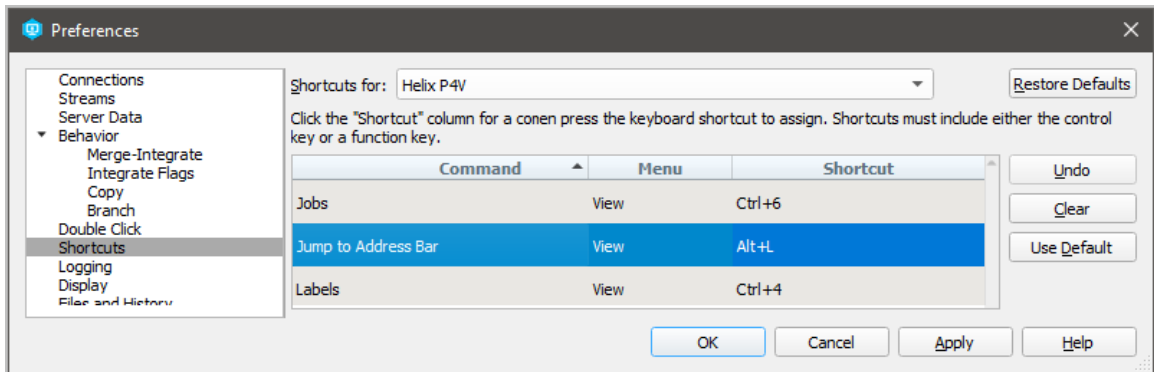 Preferences
Connections
Streams
Server Data
Behavior
Merge-Integrate
Integrate Flags
Copy
Branch
Double Click
Shortcuts
Logging
Display
Files and History
Shortcuts for: Helix P4V
Restore Defaults
Click the "Shortcut" column for a conen press the keyboard shortcut to assign. Shortcuts must include either the control
key or a function key.
Command Menu Shortcut
Jobs View Ctrl+6
Jump to Address Bar View Alt+L
Labels View Ctrl+4
Undo
Clear
Use Default
OK Cancel Apply Help